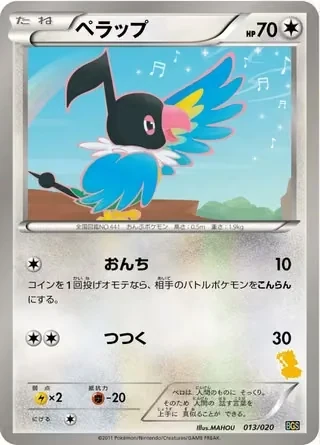 たね ペラップ HP70
全国図鑑NO.441 おんぷポケモン 高さ:0.5m 重さ:1.9kg
おんち 10
コインを1回投げオモテなら、相手のバトルポケモンをこんらん
にする。
つつく 30
弱点 ×2 抵抗力 -20
にげる
ベロは 人間のものに そっくり。
そのため 人間の 話す言葉を
上手に 真似ることが できる。
Illus. MAHOU 013/020 BGS
©2011 Pokémon/Nintendo/Creatures/GAME FREAK.